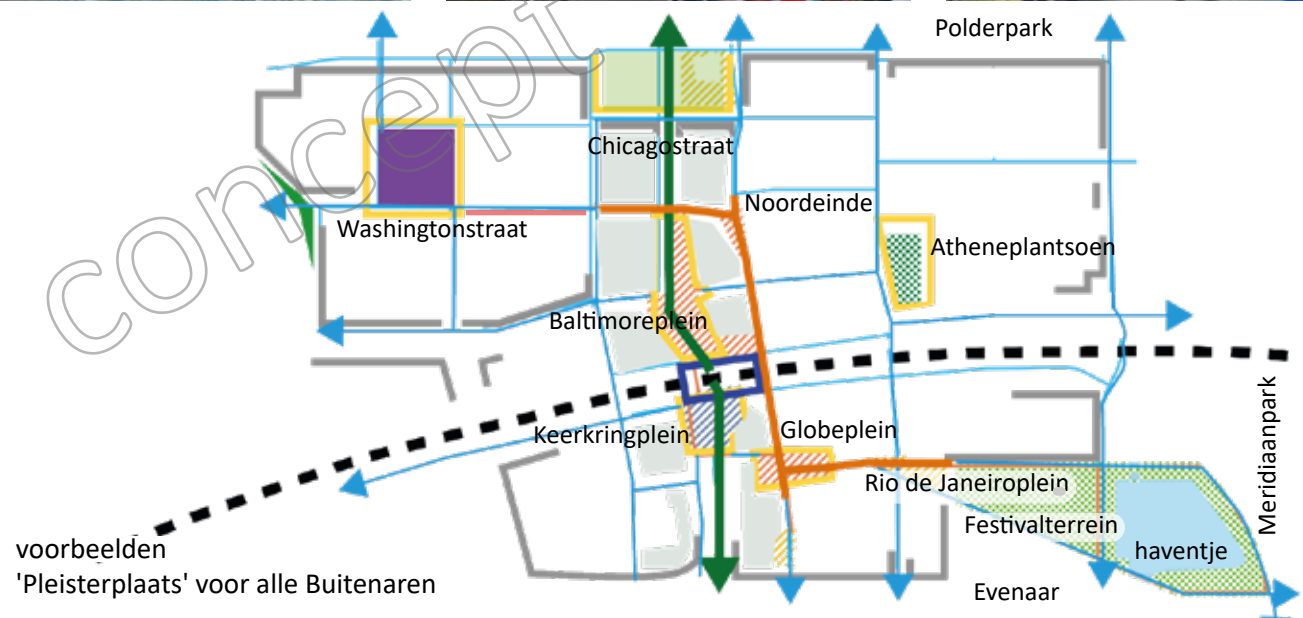 Polderpark
concept
Chicagostraat
Noordeinde
Washingtonstraat
Atheneplantsoen
Baltimoreplein
Keerkringplein
Globeplein
Meridiaanpark
Rio de Janeiroplein
Festivalterrein
haventje
voorbeelden
'Pleisterplaats' voor alle Buitenaren
Evenaar